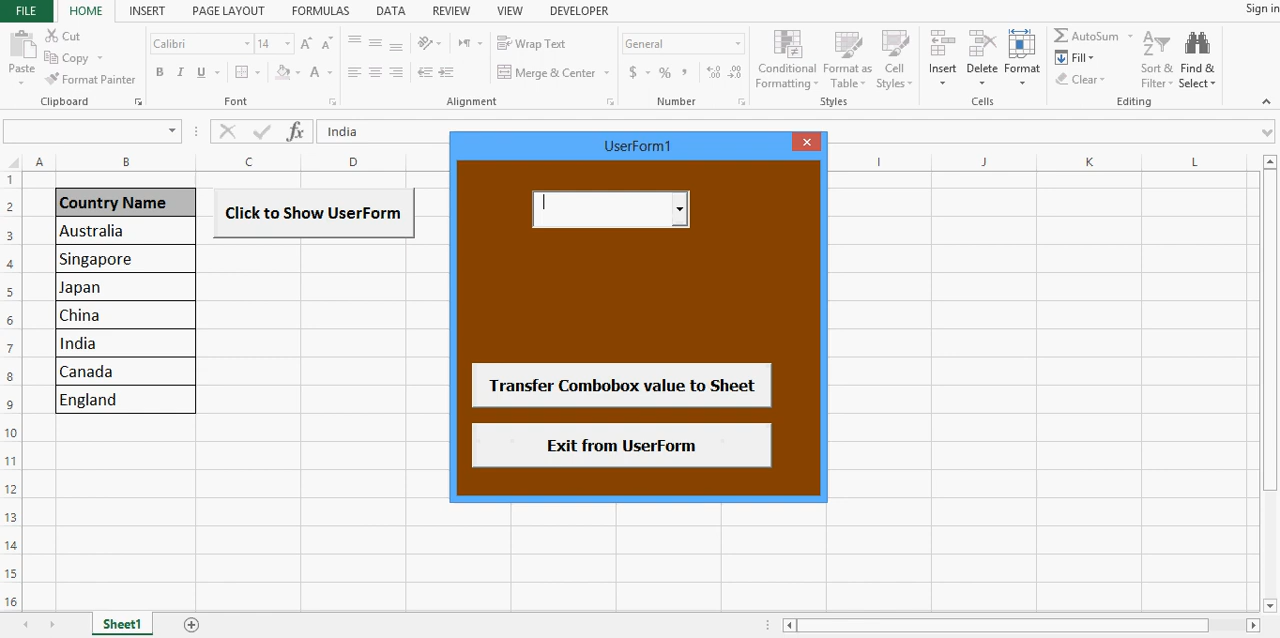 FILE HOME INSERT PAGE LAYOUT FORMULAS DATA REVIEW VIEW DEVELOPER Sign in
Paste
Cut
Copy
Format Painter
Clipboard
Calibri 14 A A
B I U A
Font
Wrap Text
Merge & Center
Alignment
General
$ % , .00 .0
Number
Conditional Formatting
Format as Table
Cell Styles
Styles
Insert
Delete
Format
Cells
AutoSum
Fill
Clear
Sort & Filter
Find & Select
Editing
fx India
A B C D I J K L
1
2 Country Name
3 Australia
4 Singapore
5 Japan
6 China
7 India
8 Canada
9 England
10
11
12
13
14
15
16
Click to Show UserForm
UserForm1
Transfer Combobox value to Sheet
Exit from UserForm
Sheet1